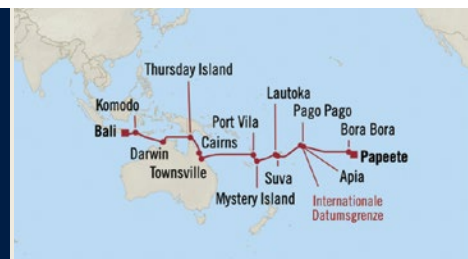 Thursday Island
Lautoka
Komodo
Pago Pago
Port Vila
Bora Bora
Bali
Cairns
Papeete
Darwin
Suva
Apia
Townsville
Mystery Island
Internationale
Datumsgrenze